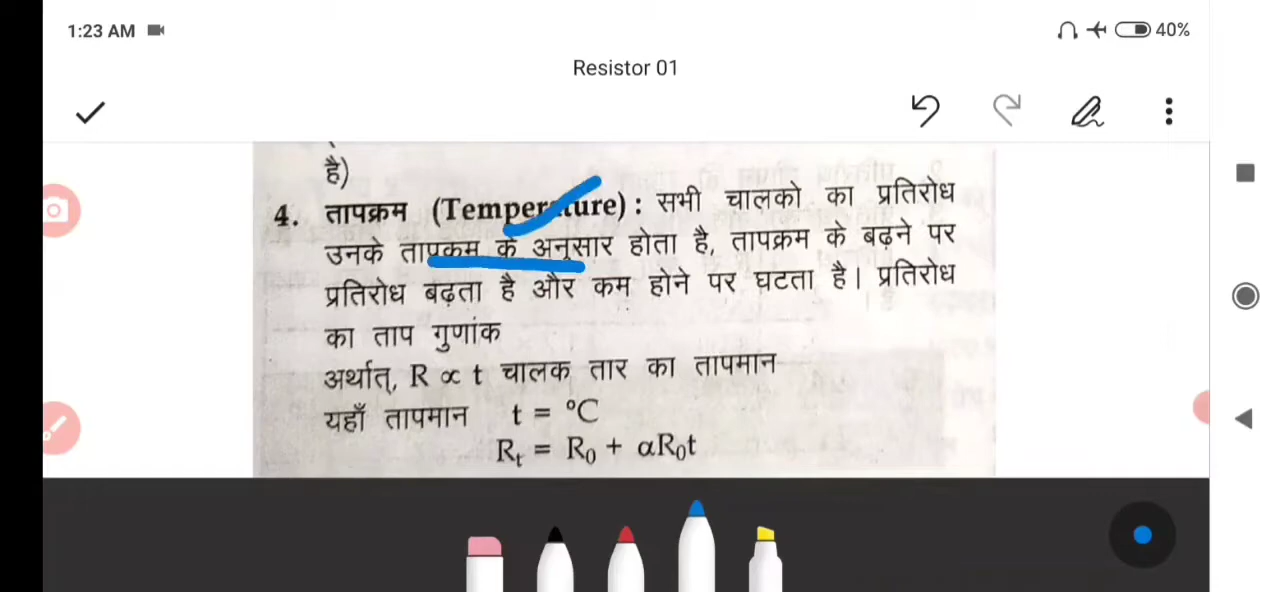 1:23 AM
40%
Resistor 01
है)
4. तापक्रम (Temperature) : सभी चालको का प्रतिरोध
उनके तापक्रम के अनुसार होता है, तापक्रम के बढ़ने पर
प्रतिरोध बढ़ता है और कम होने पर घटता है। प्रतिरोध
का ताप गुणांक
अर्थात्, R ∝ t चालक तार का तापमान
यहाँ तापमान t = °C
Rₜ = R₀ + αR₀t